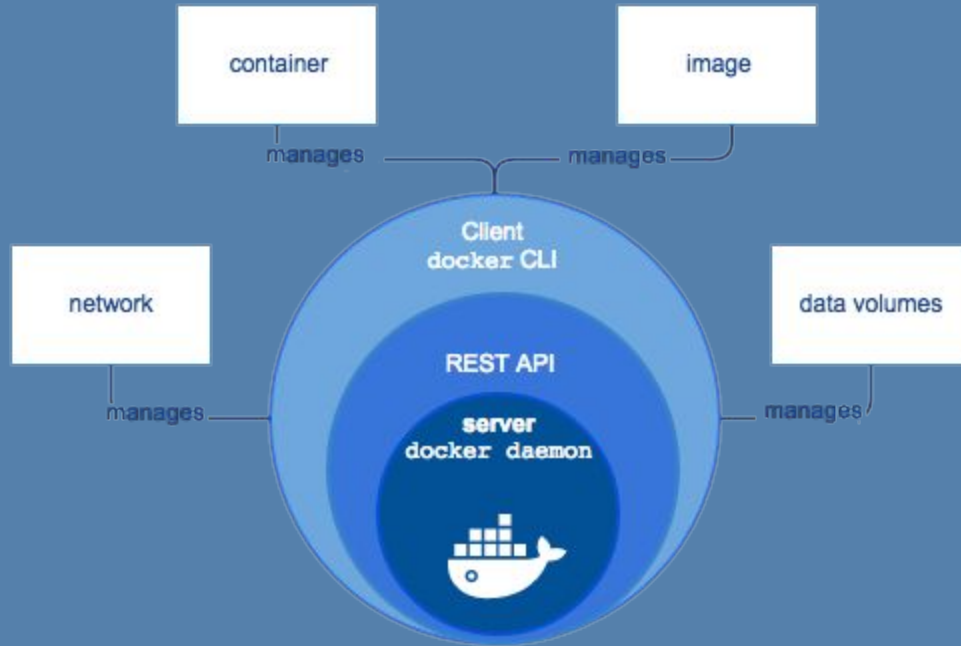 container
image
manages
manages
Client
docker CLI
network
data volumes
REST API
manages
manages
server
docker daemon